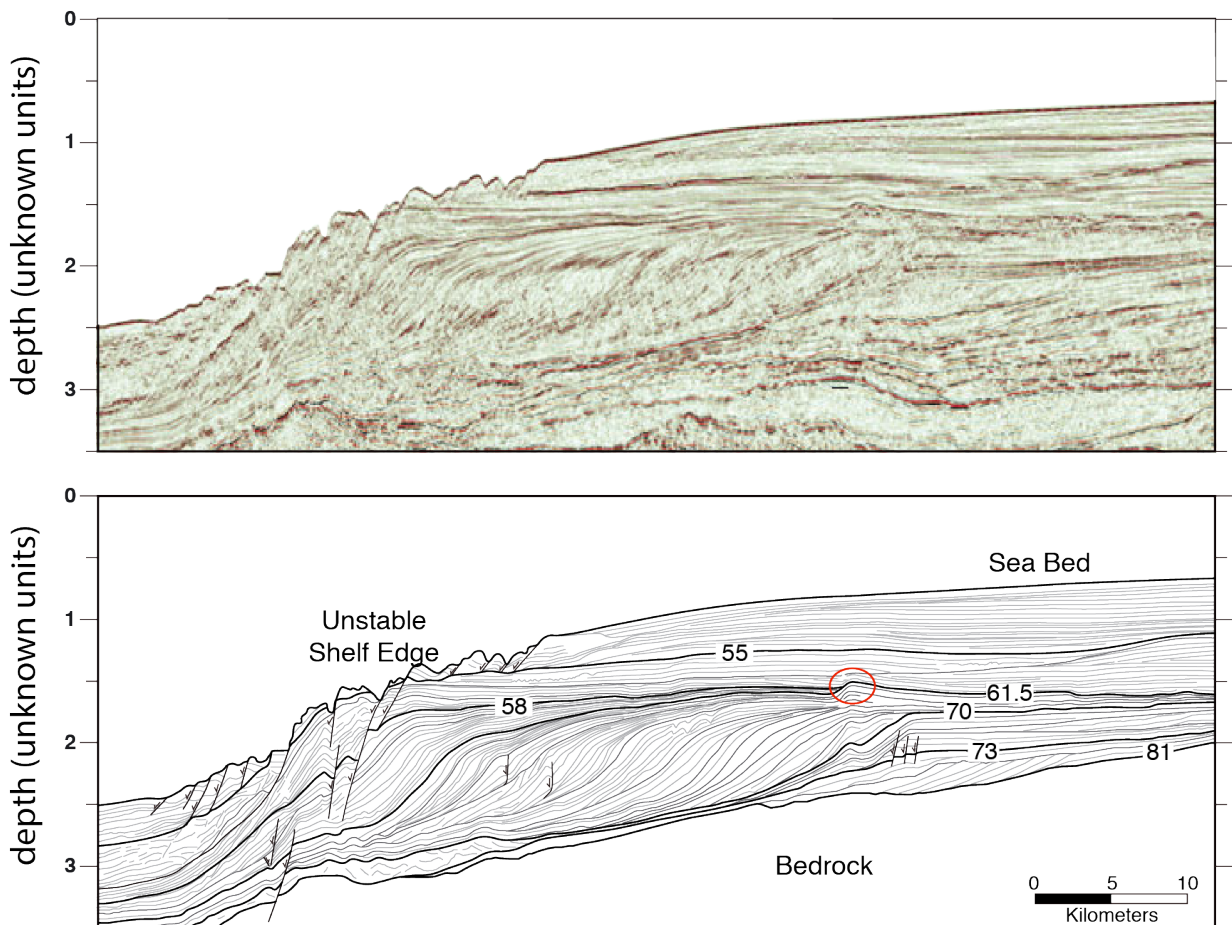 depth (unknown units)
0
1
2
3
depth (unknown units)
0
1
2
3
Sea Bed
Unstable
Shelf Edge
55
58
61.5
70
73
81
Bedrock
0 5 10
Kilometers